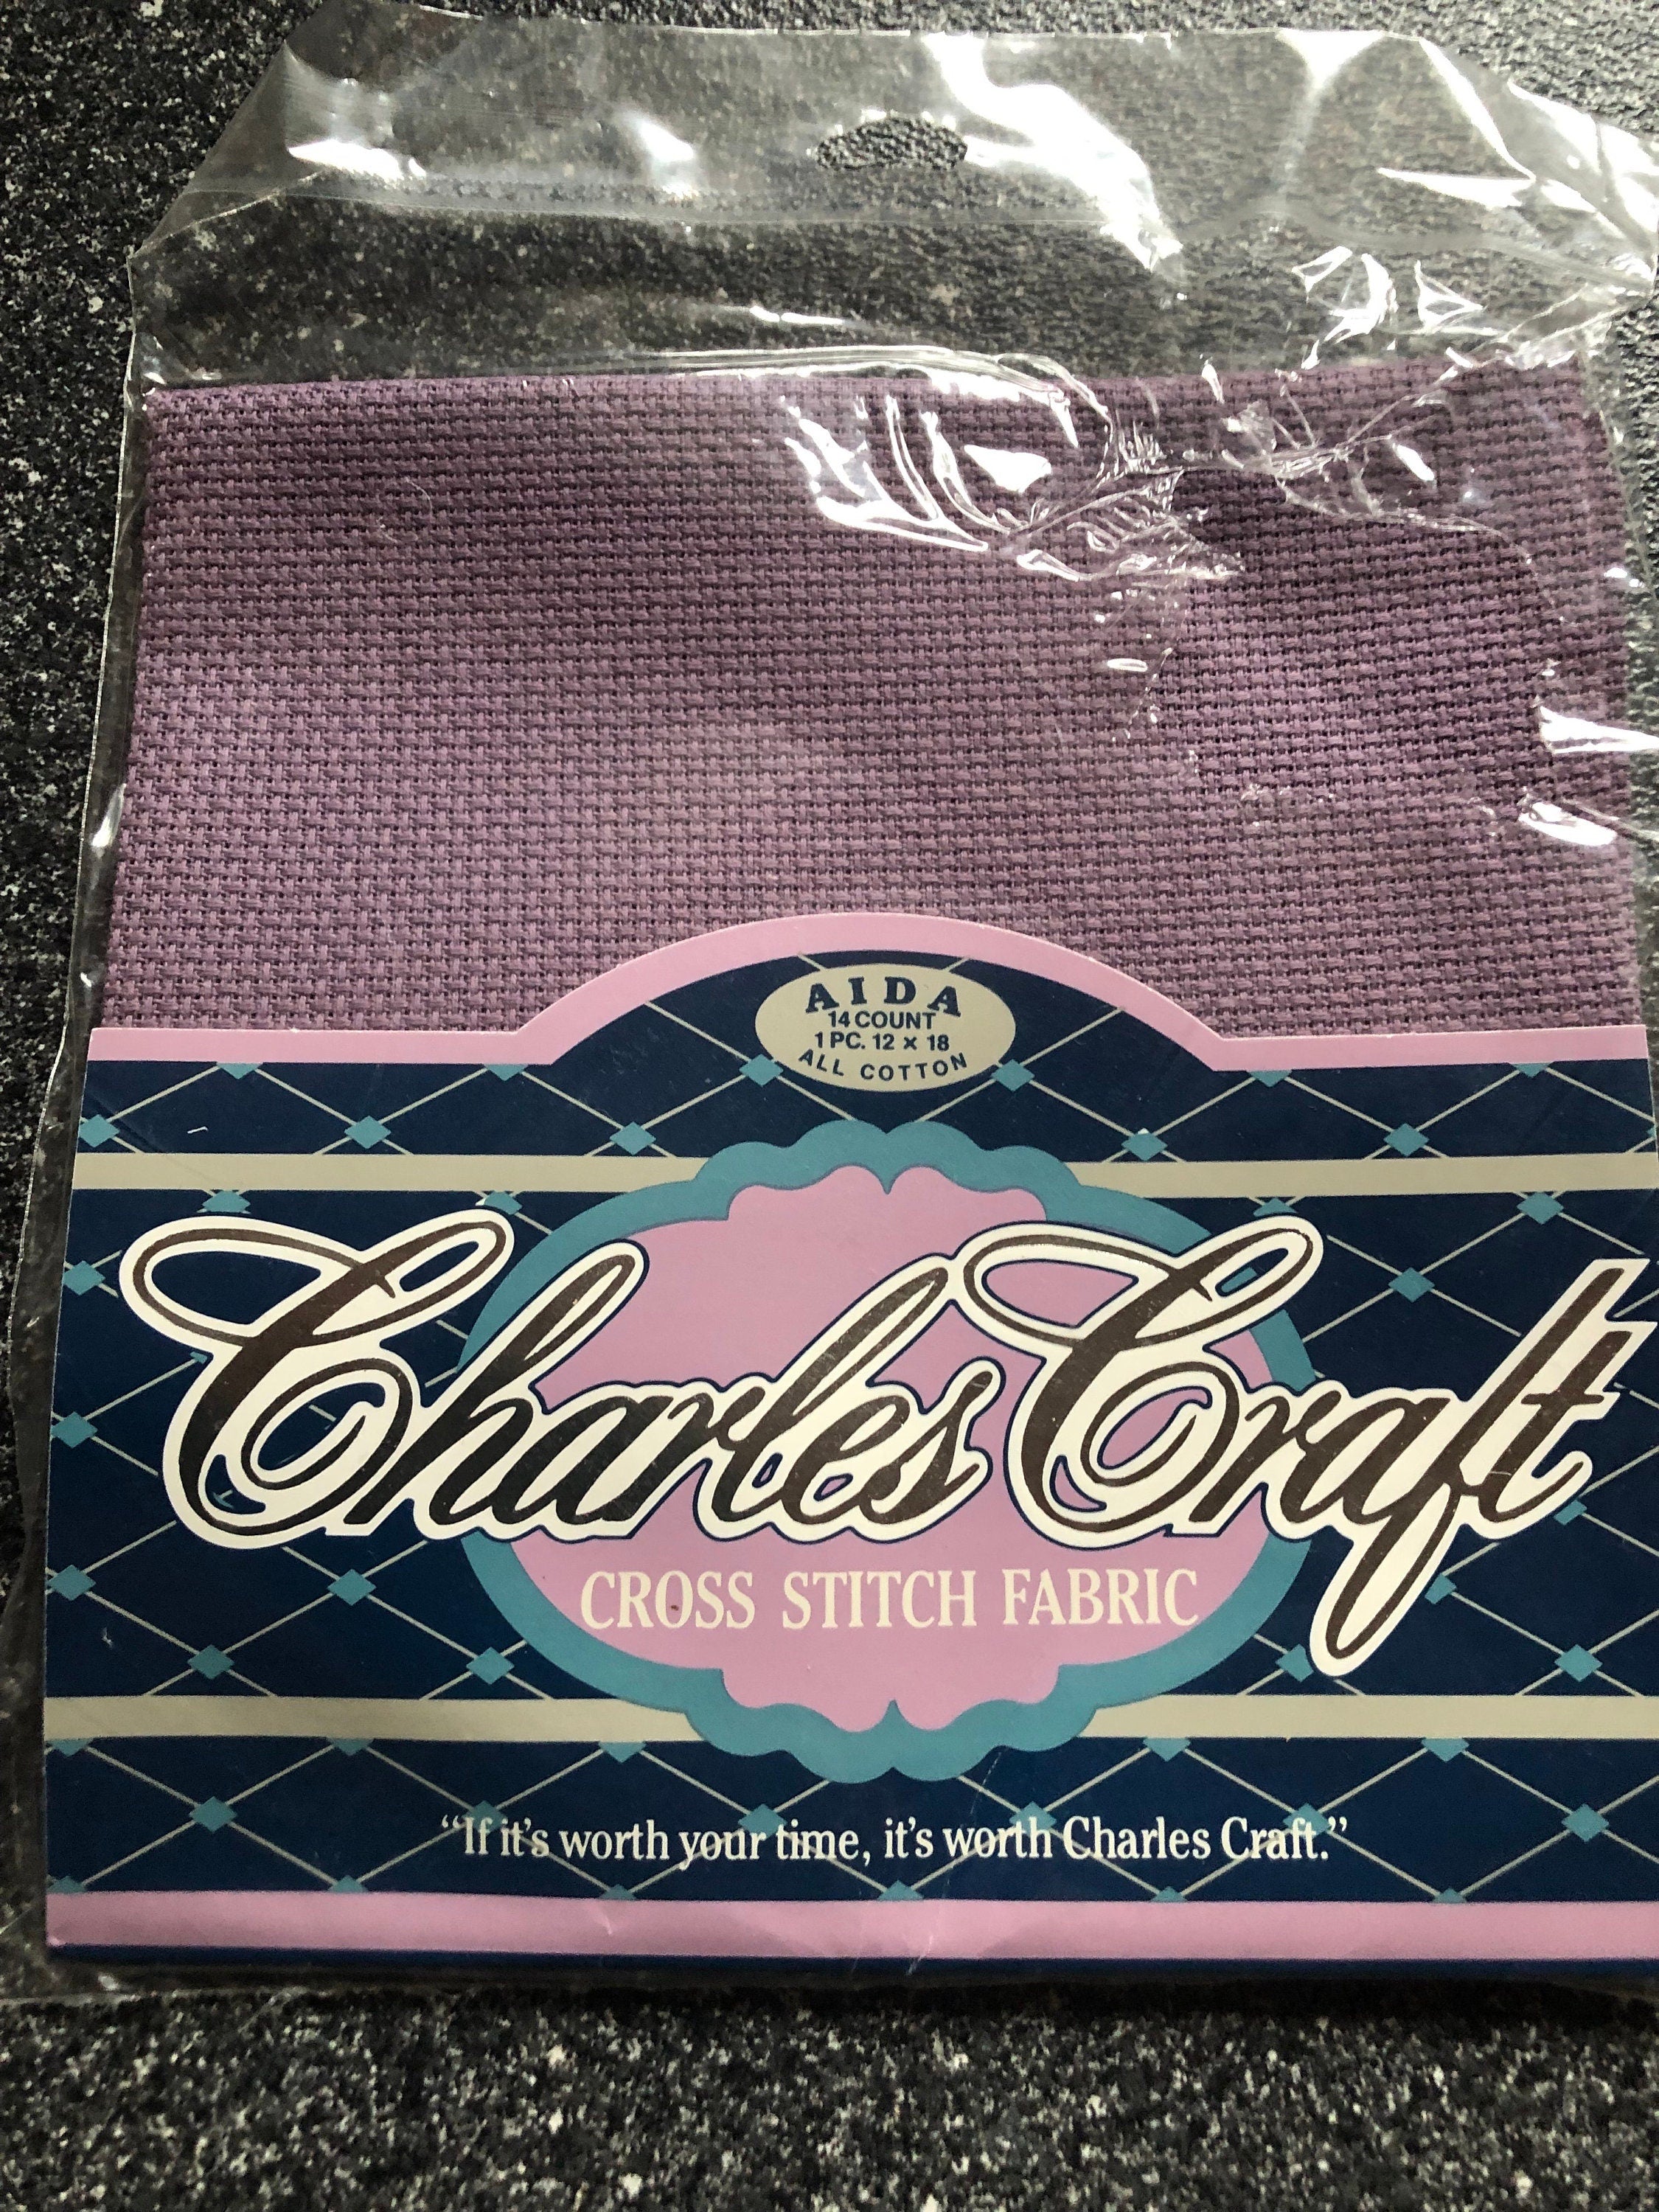 AIDA
14 COUNT
1 PC. 12 × 18
ALL COTTON
Charles Craft
CROSS STITCH FABRIC
“If it’s worth your time, it’s worth Charles Craft.”